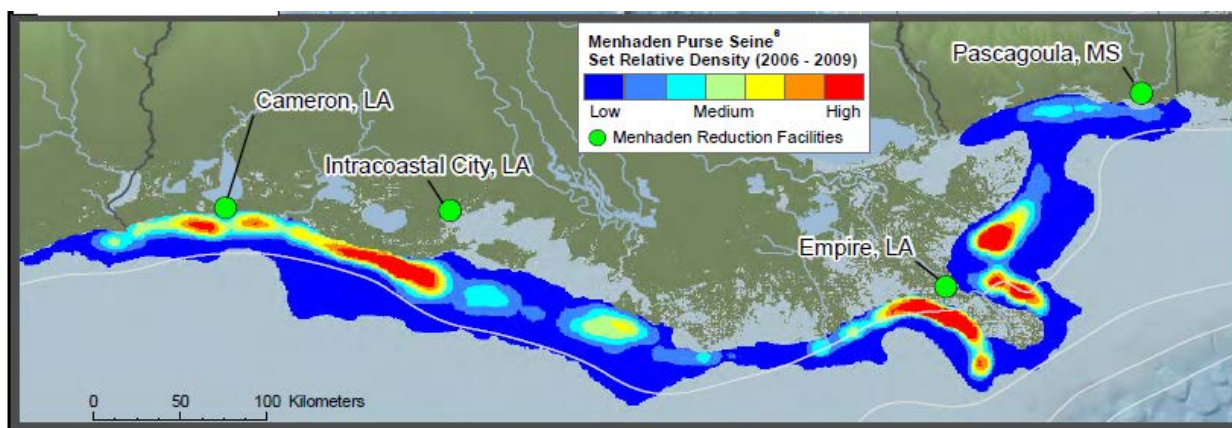 Menhaden Purse Seine⁶
Set Relative Density (2006 - 2009)
Low Medium High
Menhaden Reduction Facilities
Pascagoula, MS
Cameron, LA
Intracoastal City, LA
Empire, LA
0 50 100 Kilometers